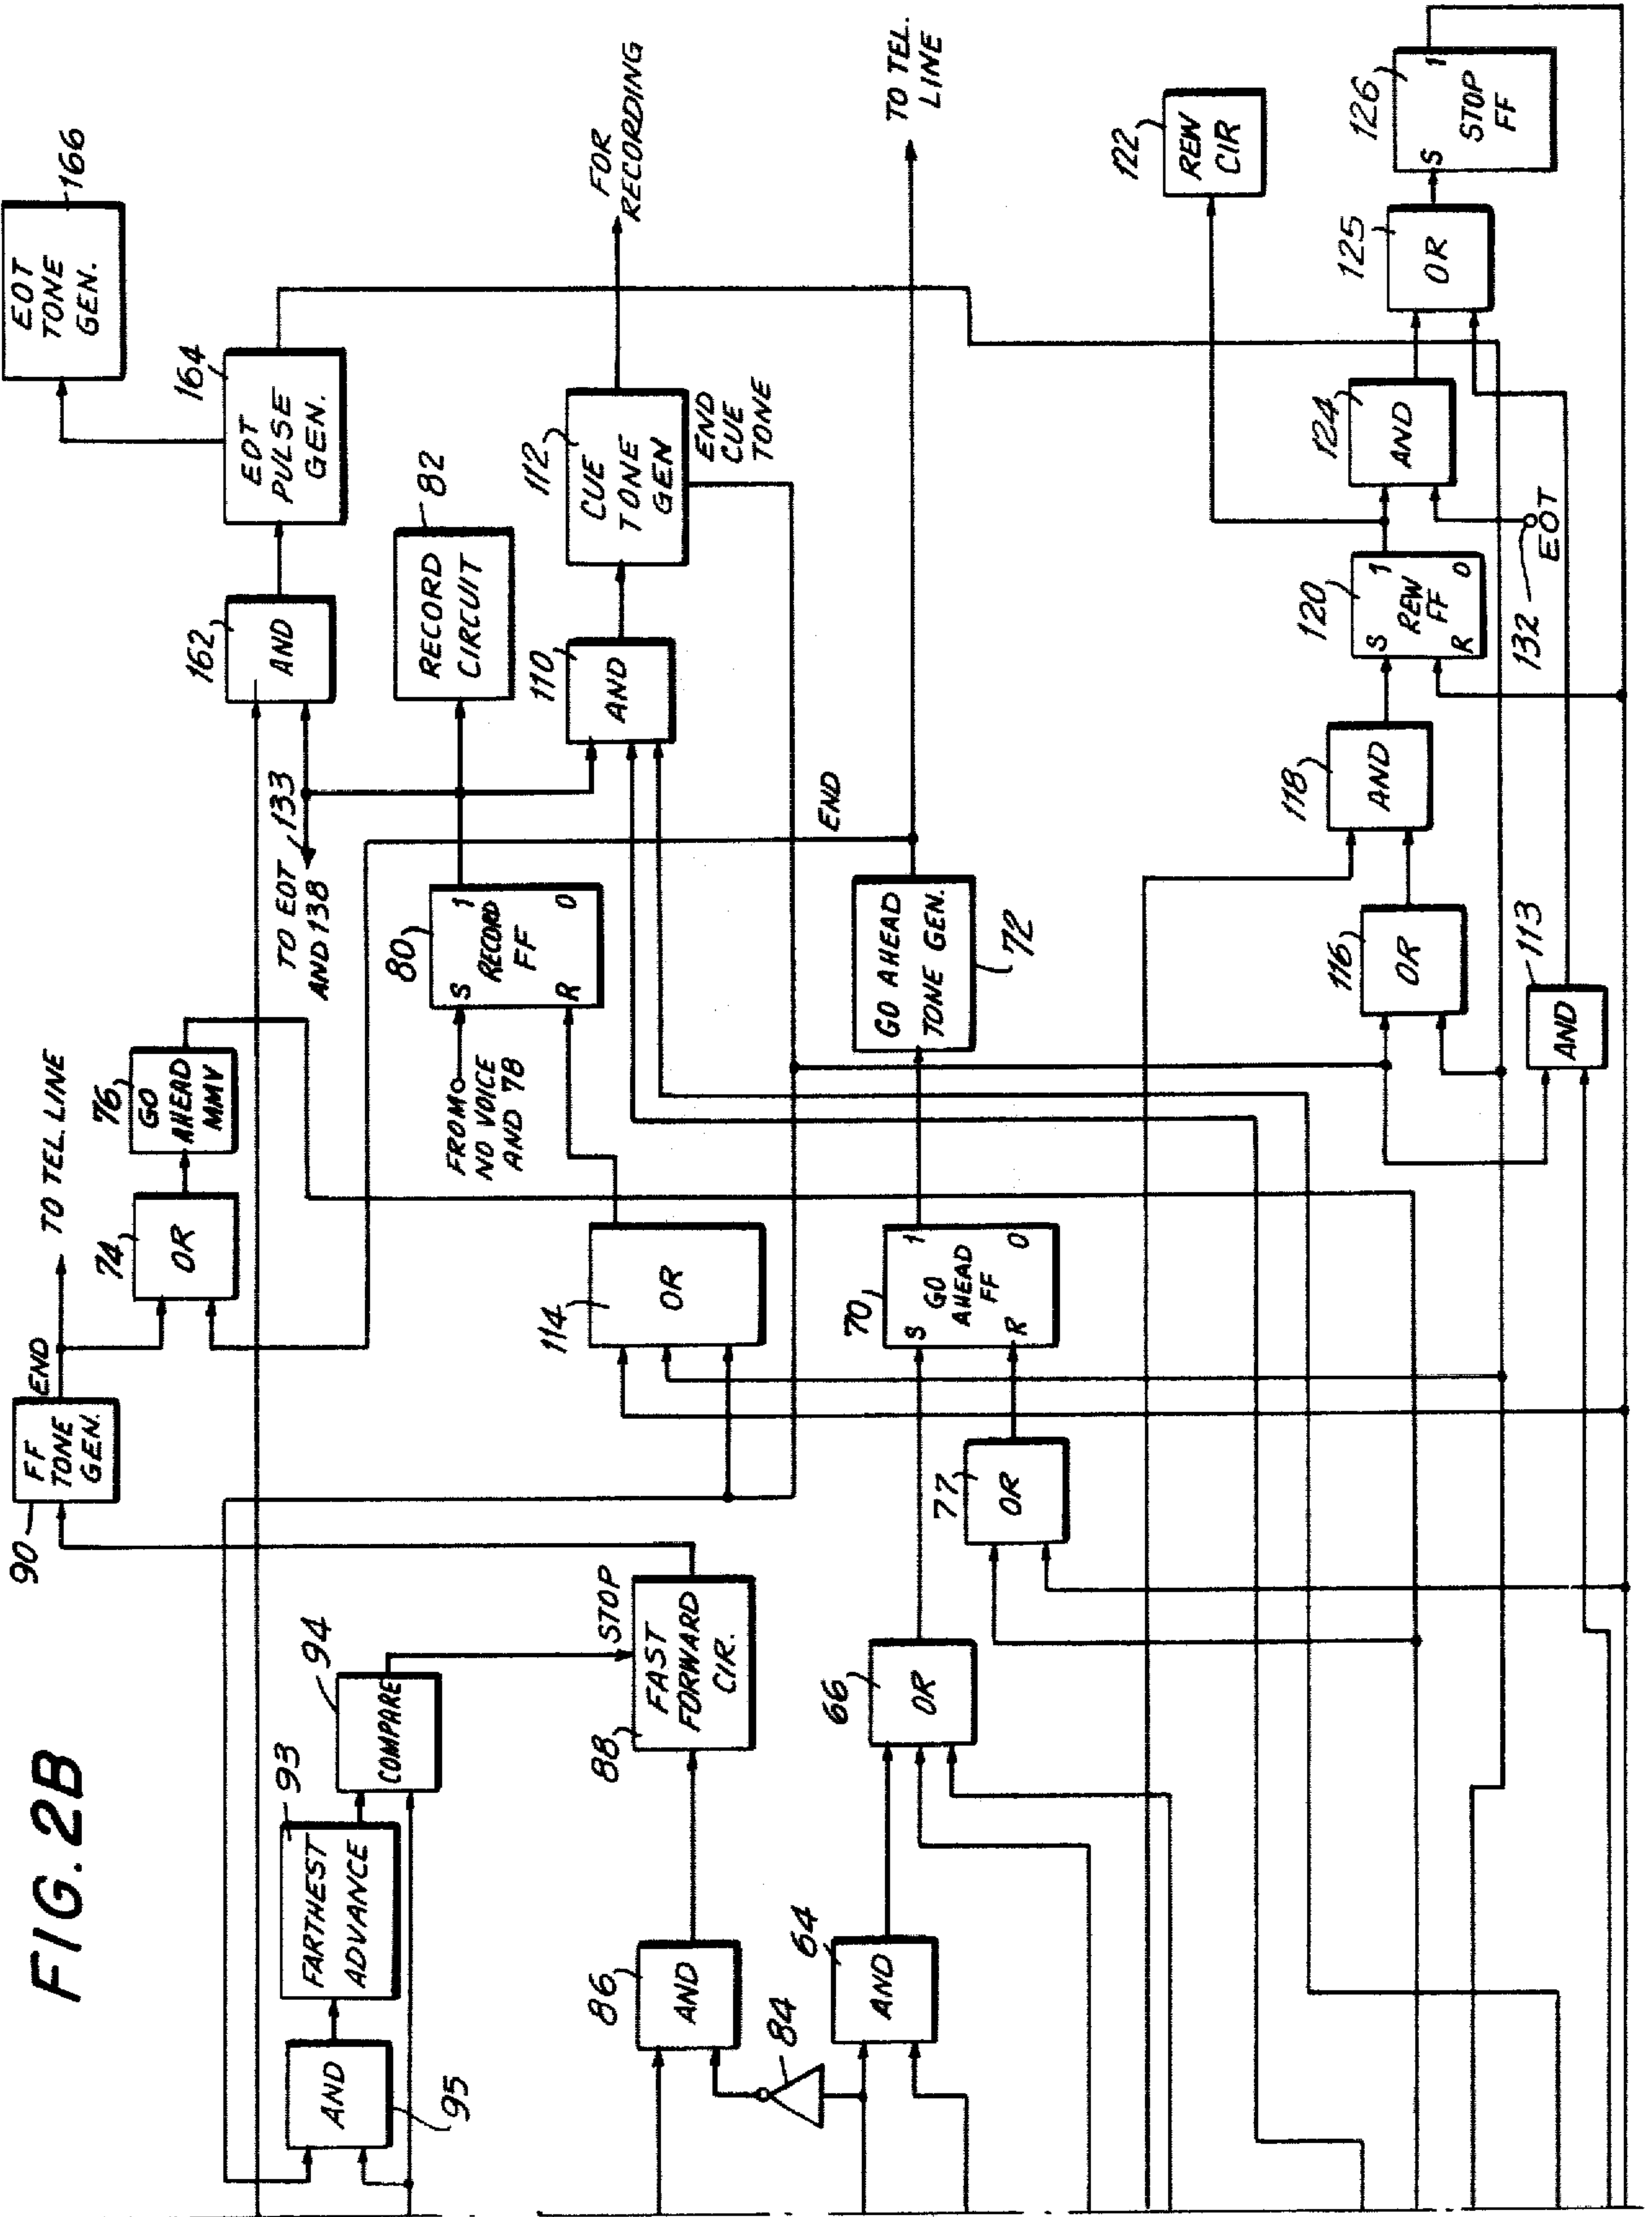 FIG. 2B
90
FF
TONE
GEN.
END
TO TEL. LINE
74
OR
76
GO
AHEAD
MMV
EOT
TONE
GEN.
166
162
AND
164
EOT
PULSE
GEN.
TO EOT
AND 138
133
93
FARTHEST
ADVANCE
94
COMPARE
AND
95
STOP
80
S
RECORD
FF
1
R
0
FROM
NO VOICE
AND 78
RECORD
CIRCUIT
82
114
OR
110
AND
112
CUE
TONE
GEN
FOR
RECORDING
END
CUE
TONE
86
AND
88
FAST
FORWARD
CIR.
84
64
AND
66
OR
70
S
GO
AHEAD
FF
1
R
0
77
OR
GO AHEAD
TONE GEN.
72
END
TO TEL.
LINE
122
REW
CIR
116
OR
118
AND
120
S
REW
FF
1
R
0
124
AND
125
OR
126
S
STOP
FF
1
132
EOT
AND
113